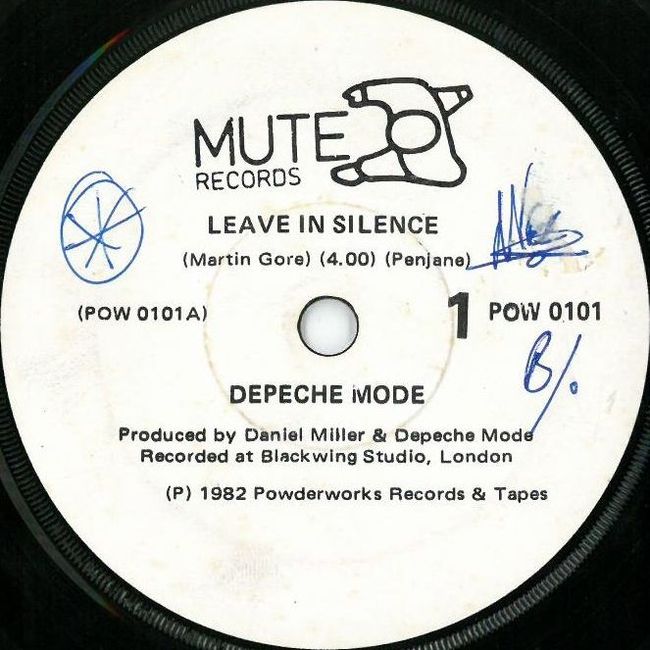 MUTE
RECORDS
LEAVE IN SILENCE
(Martin Gore) (4.00) (Penjane)
(POW 0101A)
1 POW 0101
DEPECHE MODE
Produced by Daniel Miller & Depeche Mode
Recorded at Blackwing Studio, London
(P) 1982 Powderworks Records & Tapes